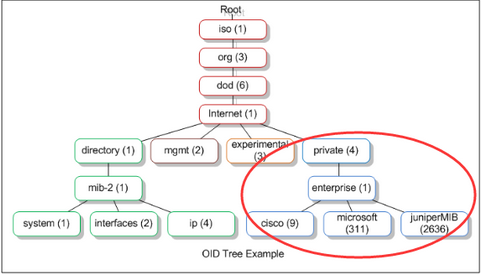 Root
iso (1)
org (3)
dod (6)
Internet (1)
directory (1)
mgmt (2)
experimental
(3)
private (4)
mib-2 (1)
enterprise (1)
system (1)
interfaces (2)
ip (4)
cisco (9)
microsoft
(311)
juniperMIB
(2636)
OID Tree Example